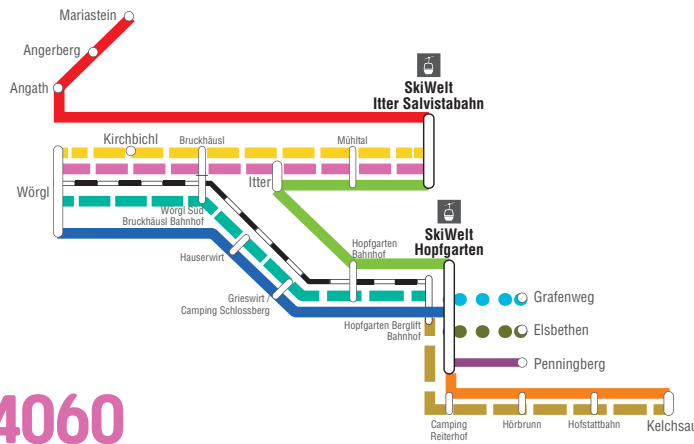 Mariastein
Angerberg
Angath
SkiWelt
Itter Salvistabahn
Kirchbichl
Bruckhäusl
Mühltal
Wörgl
Itter
Wörgl Süd
Bruckhäusl Bahnhof
SkiWelt
Hopfgarten
Hopfgarten
Bahnhof
Hauserwirt
Grieswirt /
Camping Schlossberg
Grafenweg
Hopfgarten Berglift
Bahnhof
Elsbethen
Penningberg
4060
Camping
Reiterhof
Hörbrunn
Hofstattbahn
Kelchsau